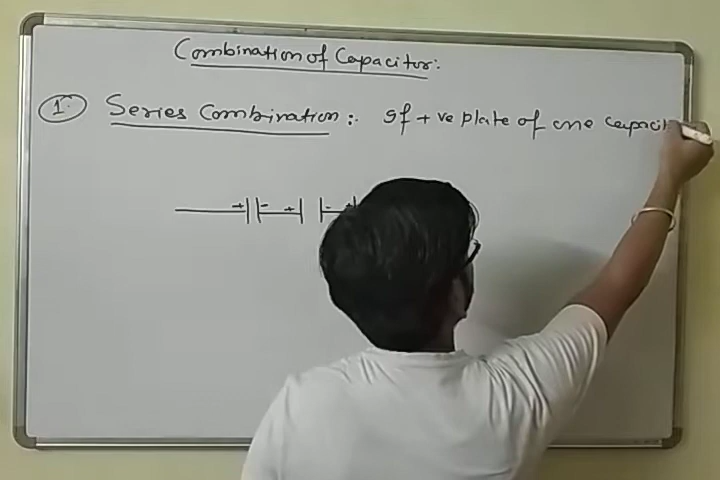 Combination of Capacitor:
1. Series Combination:. If +ve plate of one capacit
+ - + - +